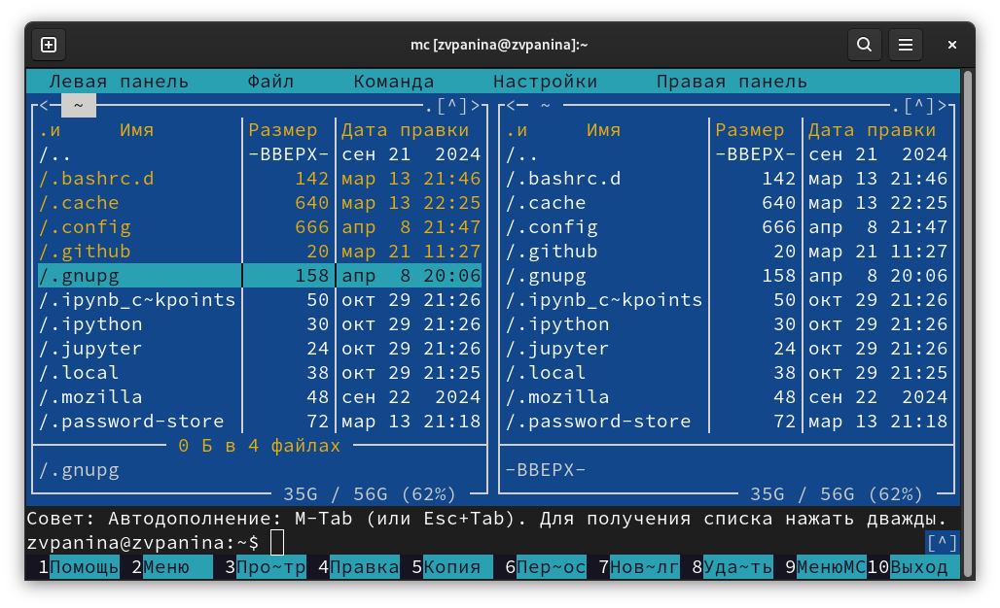 mc [zvpanina@zvpanina]:~
Левая панель Файл Команда Настройки Правая панель
<─ ~ .[^]> <─ ~ .[^]>
.и Имя Размер Дата правки .и Имя Размер Дата правки
/.. -ВВЕРХ- сен 21 2024 /.. -ВВЕРХ- сен 21 2024
/.bashrc.d 142 мар 13 21:46 /.bashrc.d 142 мар 13 21:46
/.cache 640 мар 13 22:25 /.cache 640 мар 13 22:25
/.config 666 апр 8 21:47 /.config 666 апр 8 21:47
/.github 20 мар 21 11:27 /.github 20 мар 21 11:27
/.gnupg 158 апр 8 20:06 /.gnupg 158 апр 8 20:06
/.ipynb_c~kpoints 50 окт 29 21:26 /.ipynb_c~kpoints 50 окт 29 21:26
/.ipython 30 окт 29 21:26 /.ipython 30 окт 29 21:26
/.jupyter 24 окт 29 21:26 /.jupyter 24 окт 29 21:26
/.local 38 окт 29 21:25 /.local 38 окт 29 21:25
/.mozilla 48 сен 22 2024 /.mozilla 48 сен 22 2024
/.password-store 72 мар 13 21:18 /.password-store 72 мар 13 21:18
0 Б в 4 файлах
/.gnupg -ВВЕРХ-
35G / 56G (62%) 35G / 56G (62%)
Совет: Автодополнение: M-Tab (или Esc+Tab). Для получения списка нажать дважды.
zvpanina@zvpanina:~$ [^]
1Помощь 2Меню 3Про~тр 4Правка 5Копия 6Пер~ос 7Нов~лг 8Уда~ть 9МенюMC 10Выход